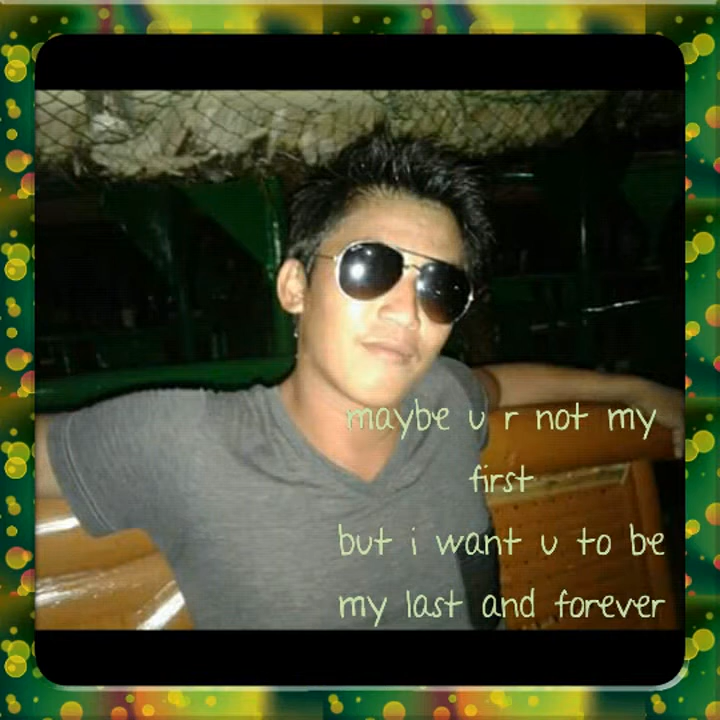 maybe u r not my
first
but i want u to be
my last and forever